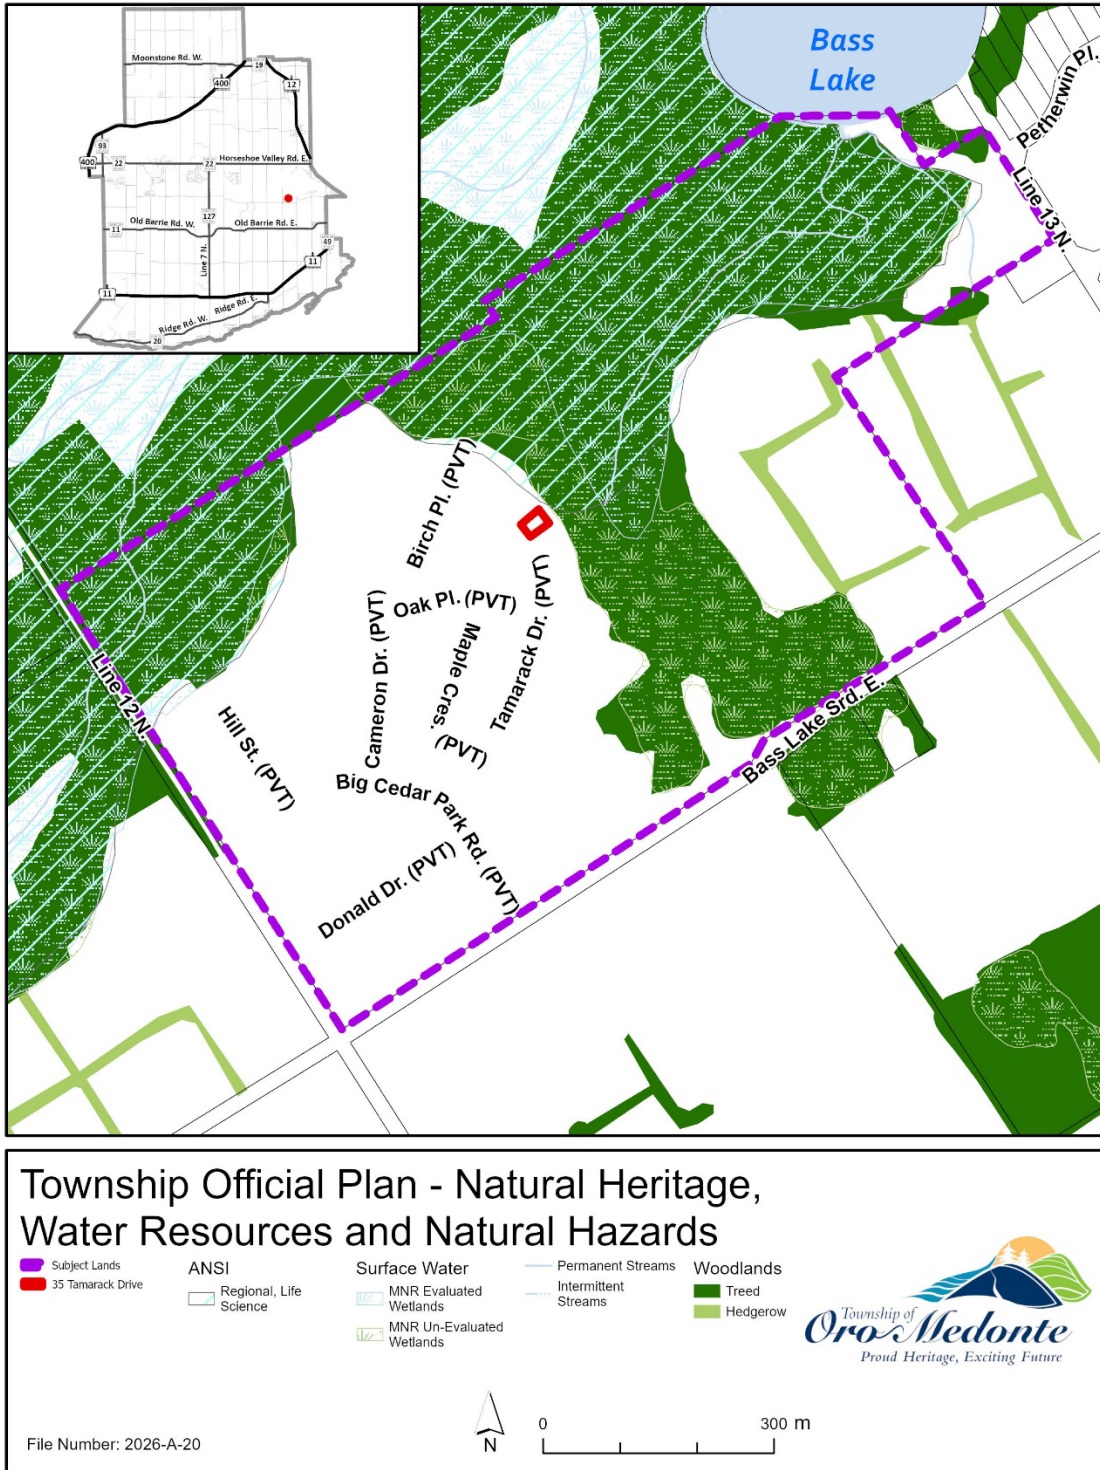 Moonstone Rd. W.
19
400
12
93
400
22
22
Horseshoe Valley Rd. E.
127
Old Barrie Rd. W.
Old Barrie Rd. E.
11
49
Line 7 N.
11
11
Ridge Rd. W.
Ridge Rd. E.
20
Bass
Lake
Petherwin Pl.
Line 13 N.
Birch Pl. (PVT)
Oak Pl. (PVT)
Tamarack Dr. (PVT)
Maple Cres. (PVT)
Cameron Dr. (PVT)
Line 12 N.
Hill St. (PVT)
Big Cedar Park Rd. (PVT)
Bass Lake Srd. E.
Donald Dr. (PVT)
Township Official Plan - Natural Heritage,
Water Resources and Natural Hazards
Subject Lands
35 Tamarack Drive
ANSI
Regional, Life
Science
Surface Water
MNR Evaluated
Wetlands
MNR Un-Evaluated
Wetlands
Permanent Streams
Intermittent
Streams
Woodlands
Treed
Hedgerow
Township of
Oro-Medonte
Proud Heritage, Exciting Future
File Number: 2026-A-20
N
0 300 m